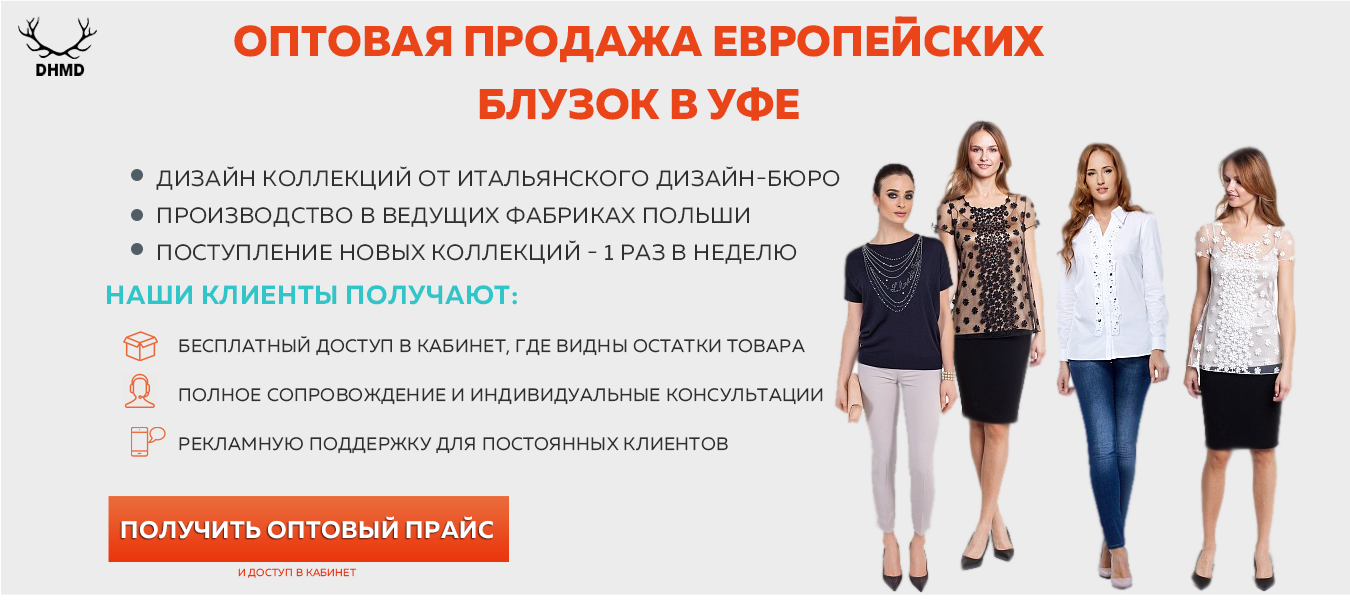 DHMD
ОПТОВАЯ ПРОДАЖА ЕВРОПЕЙСКИХ
БЛУЗОК В УФЕ
ДИЗАЙН КОЛЛЕКЦИЙ ОТ ИТАЛЬЯНСКОГО ДИЗАЙН-БЮРО
ПРОИЗВОДСТВО В ВЕДУЩИХ ФАБРИКАХ ПОЛЬШИ
ПОСТУПЛЕНИЕ НОВЫХ КОЛЛЕКЦИЙ - 1 РАЗ В НЕДЕЛЮ
НАШИ КЛИЕНТЫ ПОЛУЧАЮТ:
БЕСПЛАТНЫЙ ДОСТУП В КАБИНЕТ, ГДЕ ВИДНЫ ОСТАТКИ ТОВАРА
ПОЛНОЕ СОПРОВОЖДЕНИЕ И ИНДИВИДУАЛЬНЫЕ КОНСУЛЬТАЦИИ
РЕКЛАМНУЮ ПОДДЕРЖКУ ДЛЯ ПОСТОЯННЫХ КЛИЕНТОВ
ПОЛУЧИТЬ ОПТОВЫЙ ПРАЙС
И ДОСТУП В КАБИНЕТ